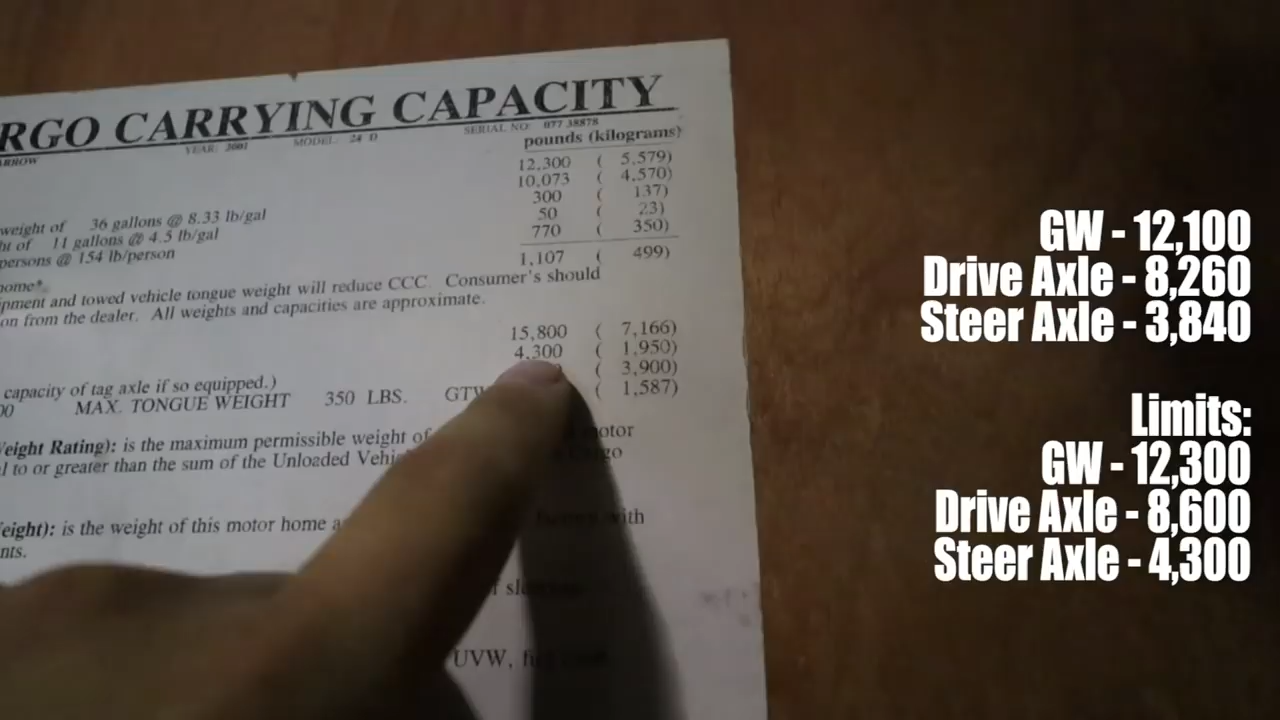 RGO CARRYING CAPACITY
ARROW YEAR: 2001 MODEL: 24 D SERIAL NO: 077 38878
pounds (kilograms)
12,300 ( 5,579)
10,073 ( 4,570)
weight of 36 gallons @ 8.33 lb/gal 300 ( 137)
ht of 11 gallons @ 4.5 lb/gal 50 ( 23)
persons @ 154 lb/person 770 ( 350)
ome* 1,107 ( 499)
ipment and towed vehicle tongue weight will reduce CCC. Consumer's should
on from the dealer. All weights and capacities are approximate.
15,800 ( 7,166)
4,300 ( 1,950)
capacity of tag axle if so equipped.) ( 3,900)
00 MAX. TONGUE WEIGHT 350 LBS. GTW ( 1,587)
Weight Rating): is the maximum permissible weight of motor
l to or greater than the sum of the Unloaded Vehi
eight): is the weight of this motor home a with
nts.
UVW,
GW - 12,100
Drive Axle - 8,260
Steer Axle - 3,840
Limits:
GW - 12,300
Drive Axle - 8,600
Steer Axle - 4,300